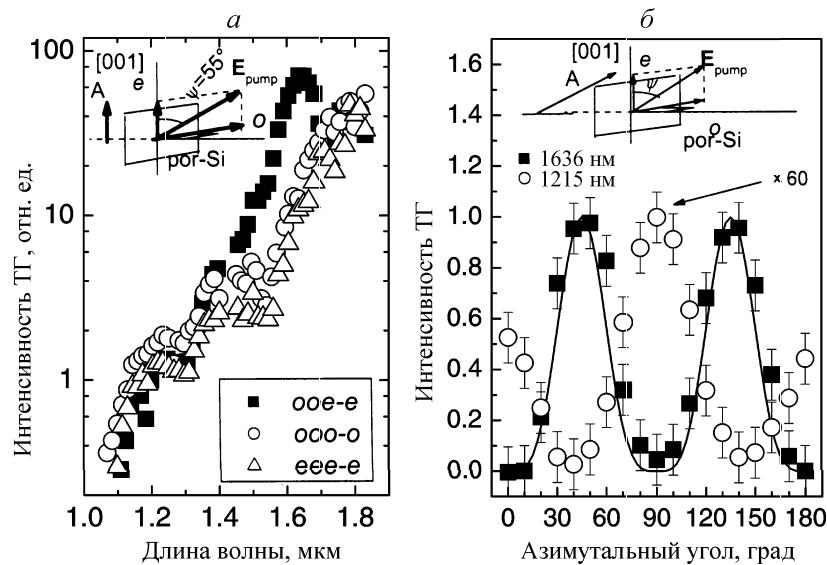 а
б
Интенсивность ТГ, отн. ед.
100
10
1
1.0
1.2
1.4
1.6
1.8
Длина волны, мкм
[001]
A
e
ψ=55°
E pump
o
por-Si
ooe-e
ooo-o
eee-e
Интенсивность ТГ
1.6
1.4
1.2
1.0
0.8
0.6
0.4
0.2
0.0
0
30
60
90
120
150
180
Азимутальный угол, град
[001]
A
e
ψ
E pump
o
por-Si
1636 нм
1215 нм
× 60